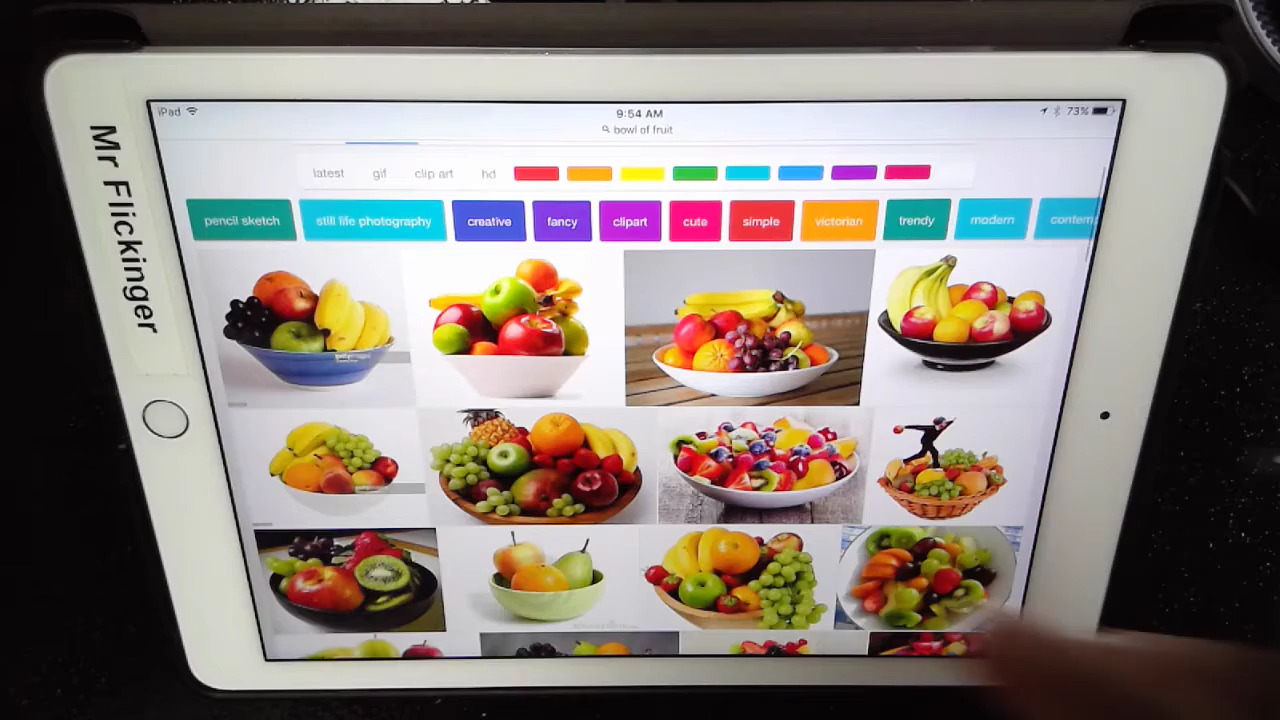 Mr Flickinger
iPad 9:54 AM 73%
bowl of fruit
latest gif clip art hd
pencil sketch still life photography creative fancy clipart cute simple victorian trendy modern contem